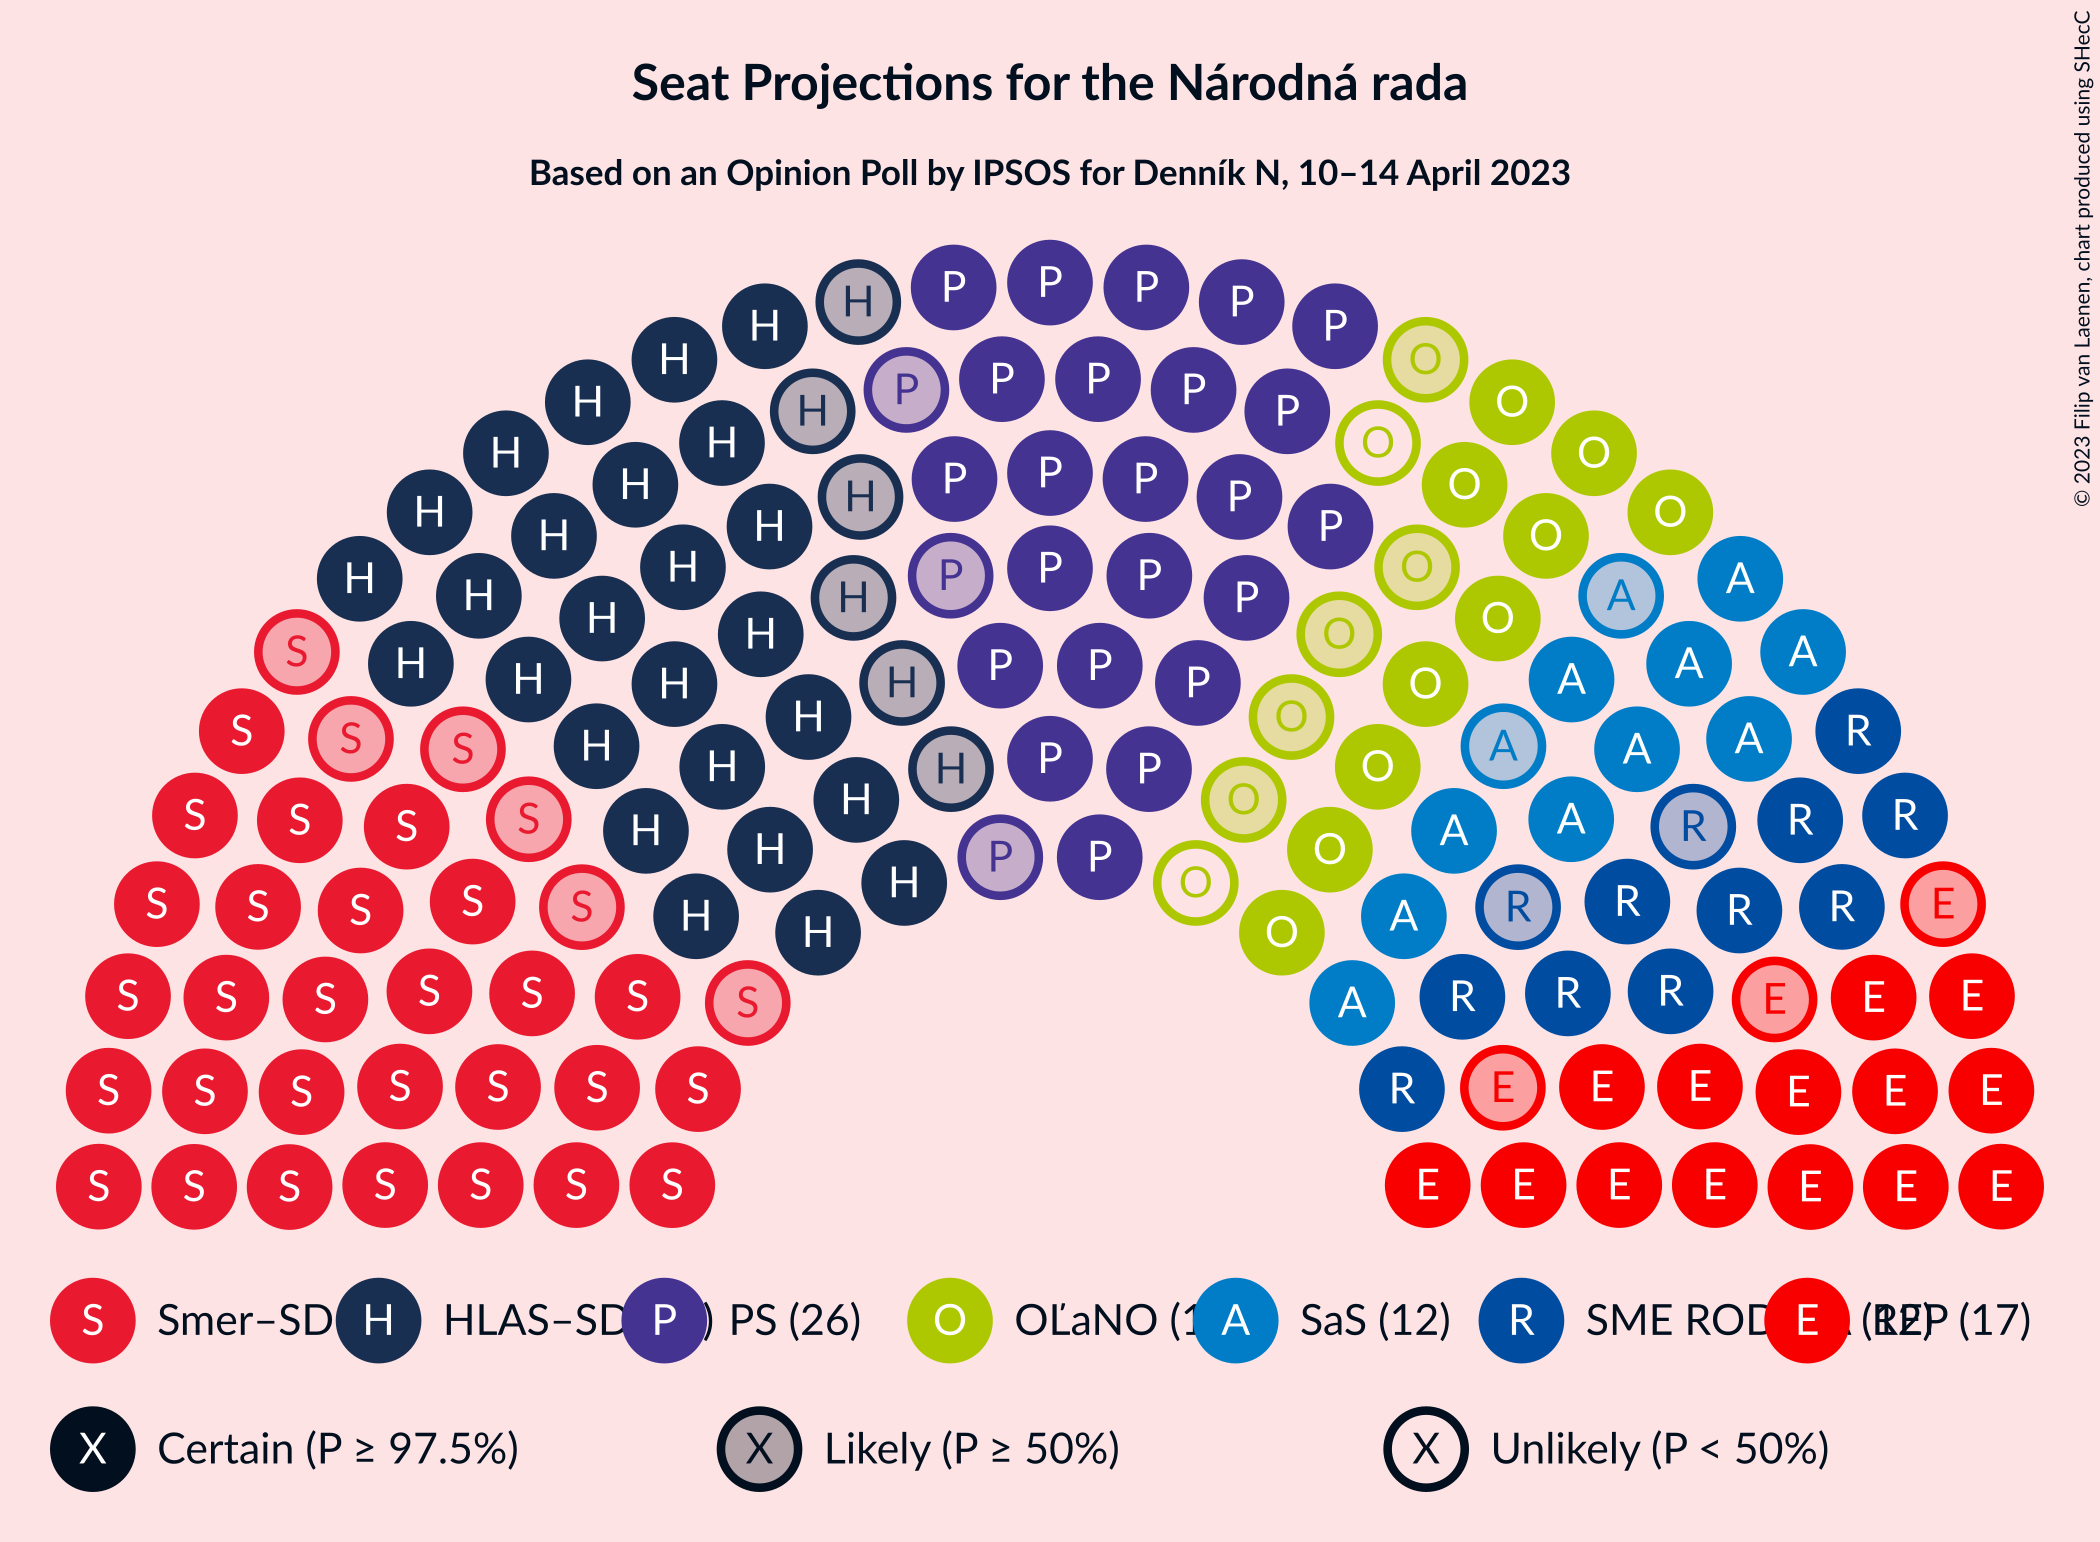 Seat Projections for the Národná rada
Based on an Opinion Poll by IPSOS for Denník N, 10–14 April 2023
© 2023 Filip van Laenen, chart produced using SHecC
H P P P P
H P
H O
H H P P P P P O
H H H H P P P P O O O
H H H P O O
H H H H P P P P O A A
H H O O
S H H H H P P P O A A A
S S S H H O A A A R
H H P P O
S S S S H H O A A R R R
H P P O
S S S S S H H O A R R R R E
H O
S S S S S S S A R R R E E E
S S S S S S S R E E E E E E
S S S S S S S E E E E E E E
S Smer–SD H HLAS–SD P PS (26) O OĽaNO A SaS (12) R SME ROD E REP (17)
X Certain (P ≥ 97.5%) X Likely (P ≥ 50%) X Unlikely (P < 50%)